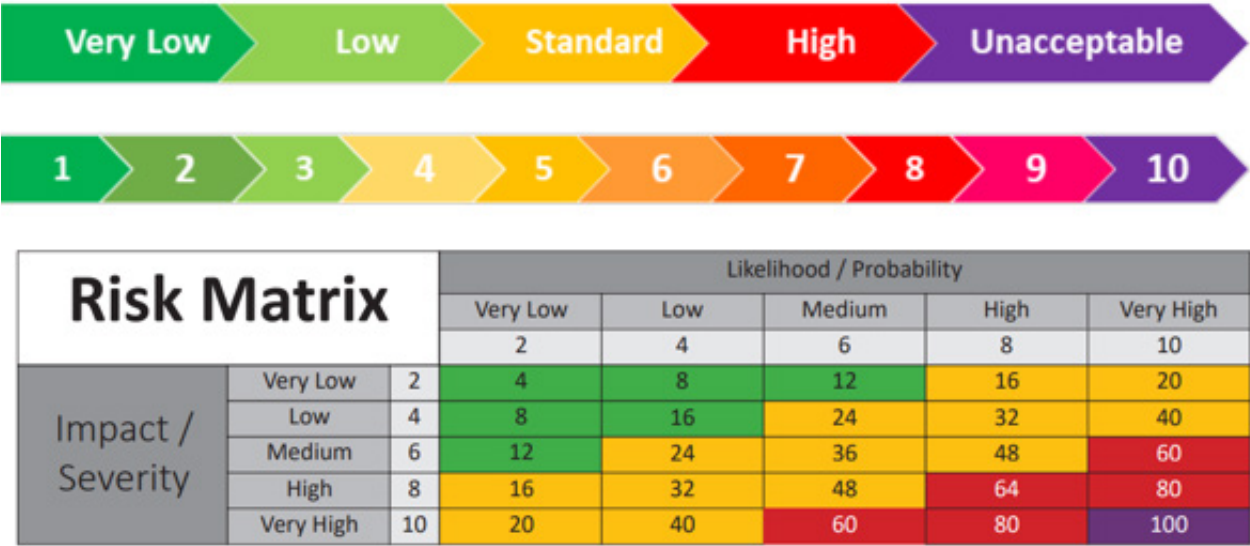 Very Low Low Standard High Unacceptable
1 2 3 4 5 6 7 8 9 10
Risk Matrix
Likelihood / Probability
Very Low Low Medium High Very High
2 4 6 8 10
Impact /
Severity
Very Low 2 4 8 12 16 20
Low 4 8 16 24 32 40
Medium 6 12 24 36 48 60
High 8 16 32 48 64 80
Very High 10 20 40 60 80 100